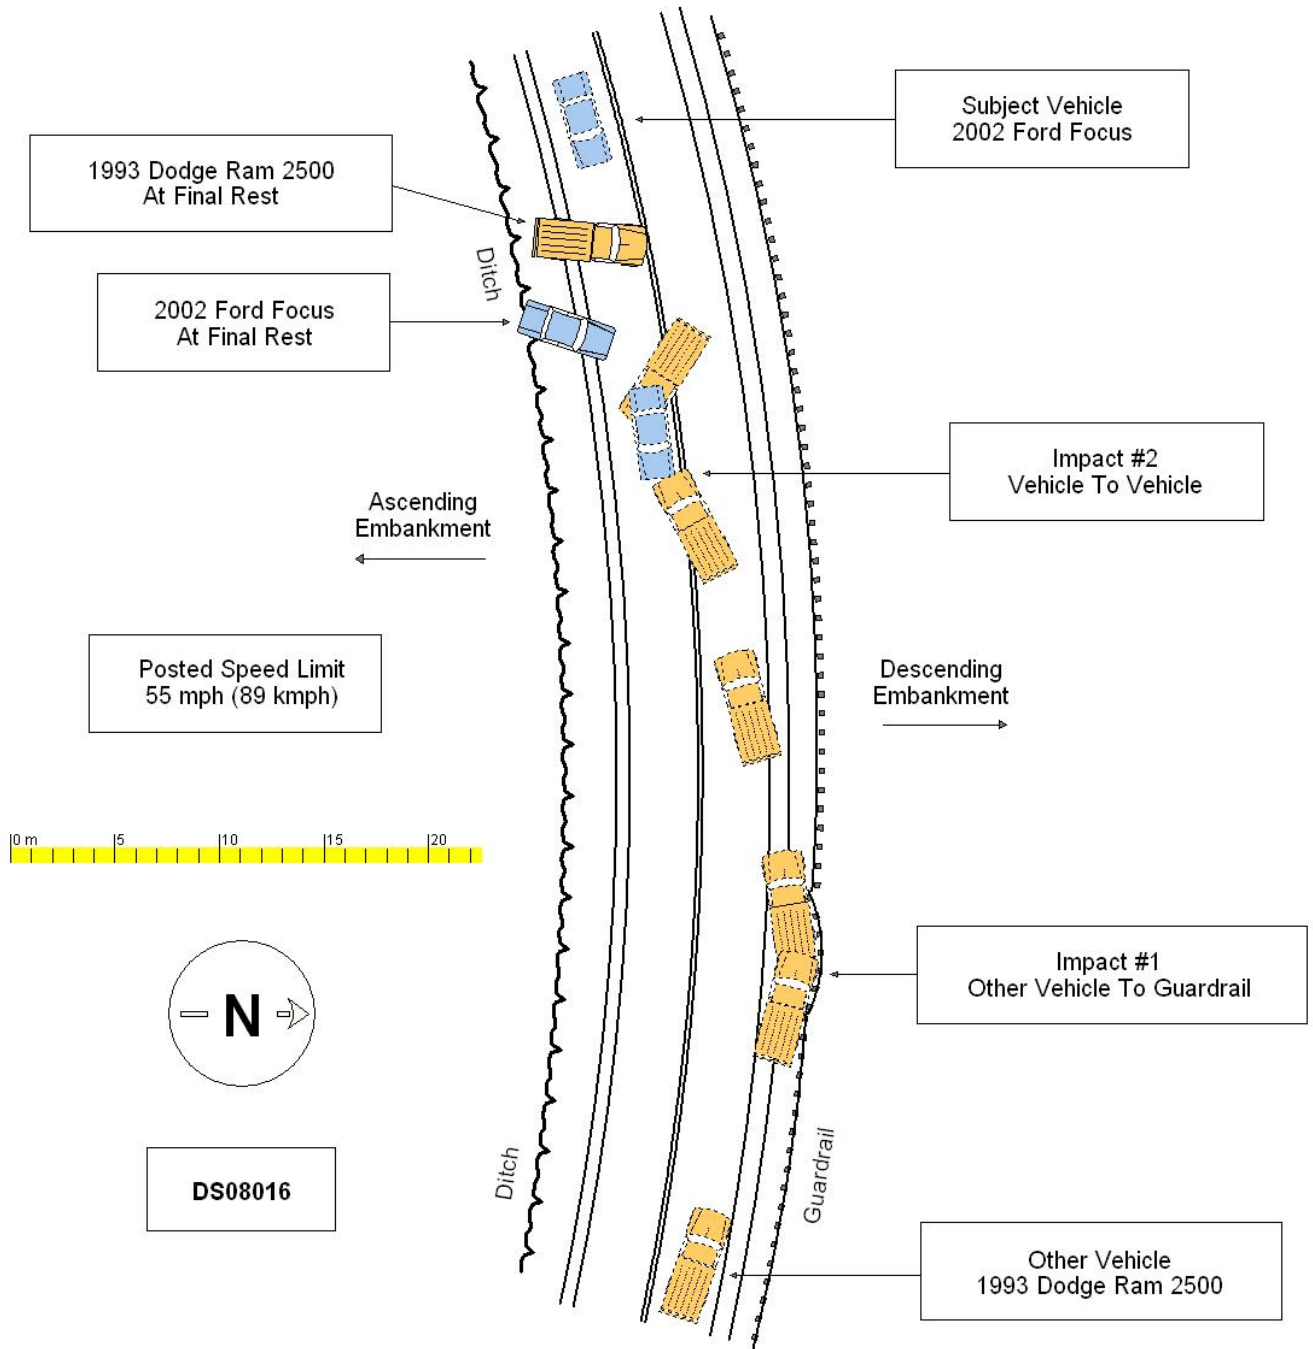 Subject Vehicle
2002 Ford Focus
1993 Dodge Ram 2500
At Final Rest
Ditch
2002 Ford Focus
At Final Rest
Impact #2
Vehicle To Vehicle
Ascending
Embankment
Posted Speed Limit
55 mph (89 kmph)
Descending
Embankment
0 m 5 10 15 20
N
Impact #1
Other Vehicle To Guardrail
DS08016
Ditch
Guardrail
Other Vehicle
1993 Dodge Ram 2500